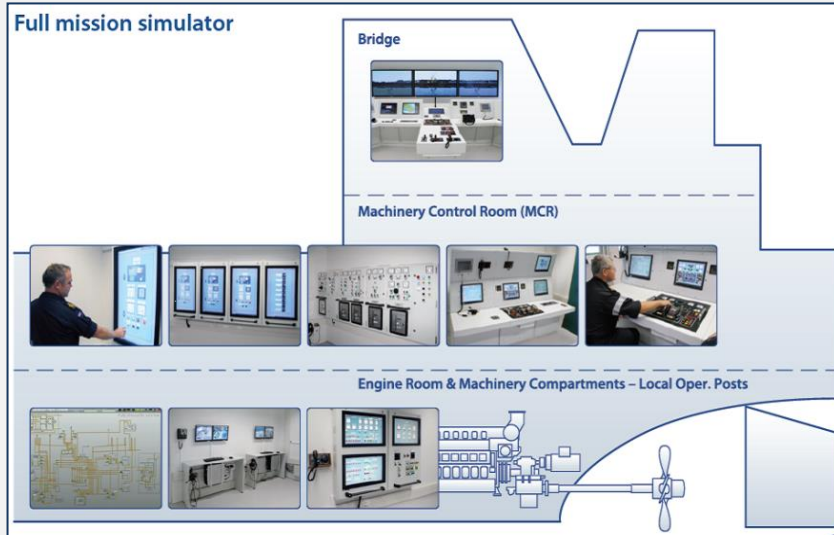 Full mission simulator
Bridge
Machinery Control Room (MCR)
Engine Room & Machinery Compartments – Local Oper. Posts